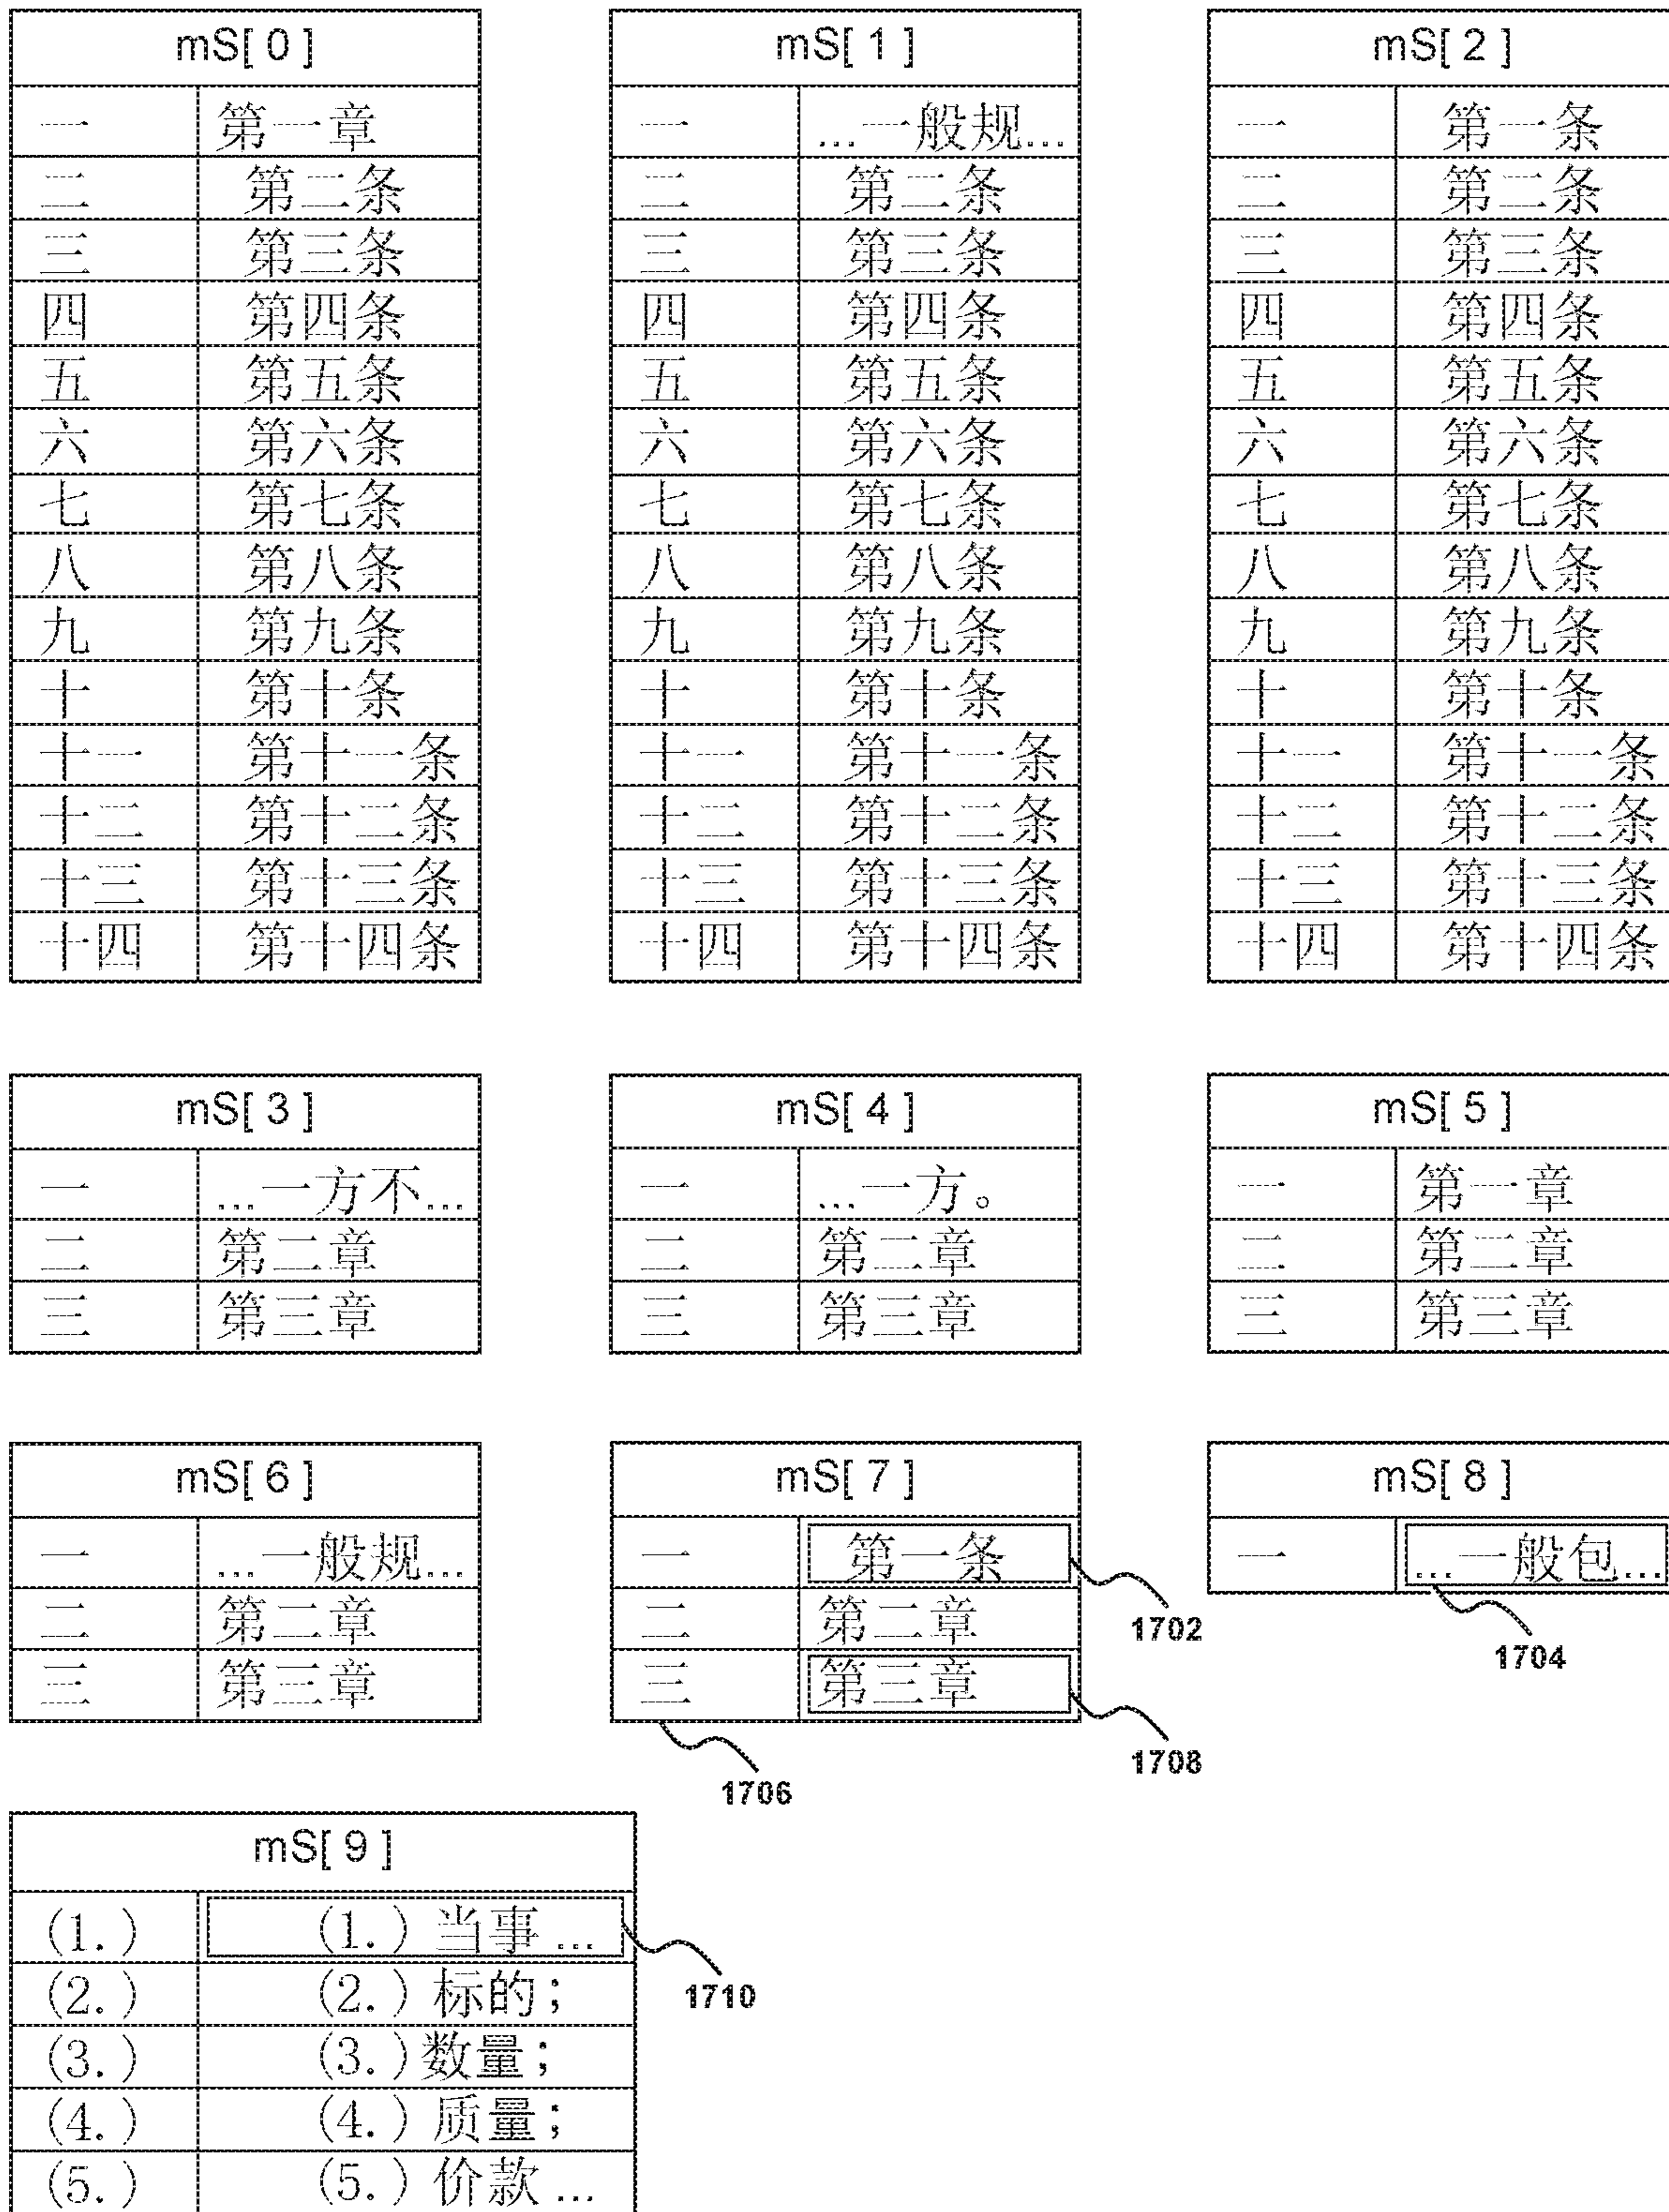 mS[ 0 ] mS[ 1 ] mS[ 2 ]
一 第一章 一 ...一般规... 一 第一条
二 第二条 二 第二条 二 第二条
三 第三条 三 第三条 三 第三条
四 第四条 四 第四条 四 第四条
五 第五条 五 第五条 五 第五条
六 第六条 六 第六条 六 第六条
七 第七条 七 第七条 七 第七条
八 第八条 八 第八条 八 第八条
九 第九条 九 第九条 九 第九条
十 第十条 十 第十条 十 第十条
十一 第十一条 十一 第十一条 十一 第十一条
十二 第十二条 十二 第十二条 十二 第十二条
十三 第十三条 十三 第十三条 十三 第十三条
十四 第十四条 十四 第十四条 十四 第十四条
mS[ 3 ] mS[ 4 ] mS[ 5 ]
一 ...一方不... 一 ...一方。 一 第一章
二 第二章 二 第二章 二 第二章
三 第三章 三 第三章 三 第三章
mS[ 6 ] mS[ 7 ] mS[ 8 ]
一 ...一般规... 一 第一条 一 ...一般包...
二 第二章 二 第二章 1702 1704
三 第三章 三 第三章
1706 1708
mS[ 9 ]
(1.) (1.) 当事 ...
(2.) (2.) 标的； 1710
(3.) (3.) 数量；
(4.) (4.) 质量；
(5.) (5.) 价款 ...